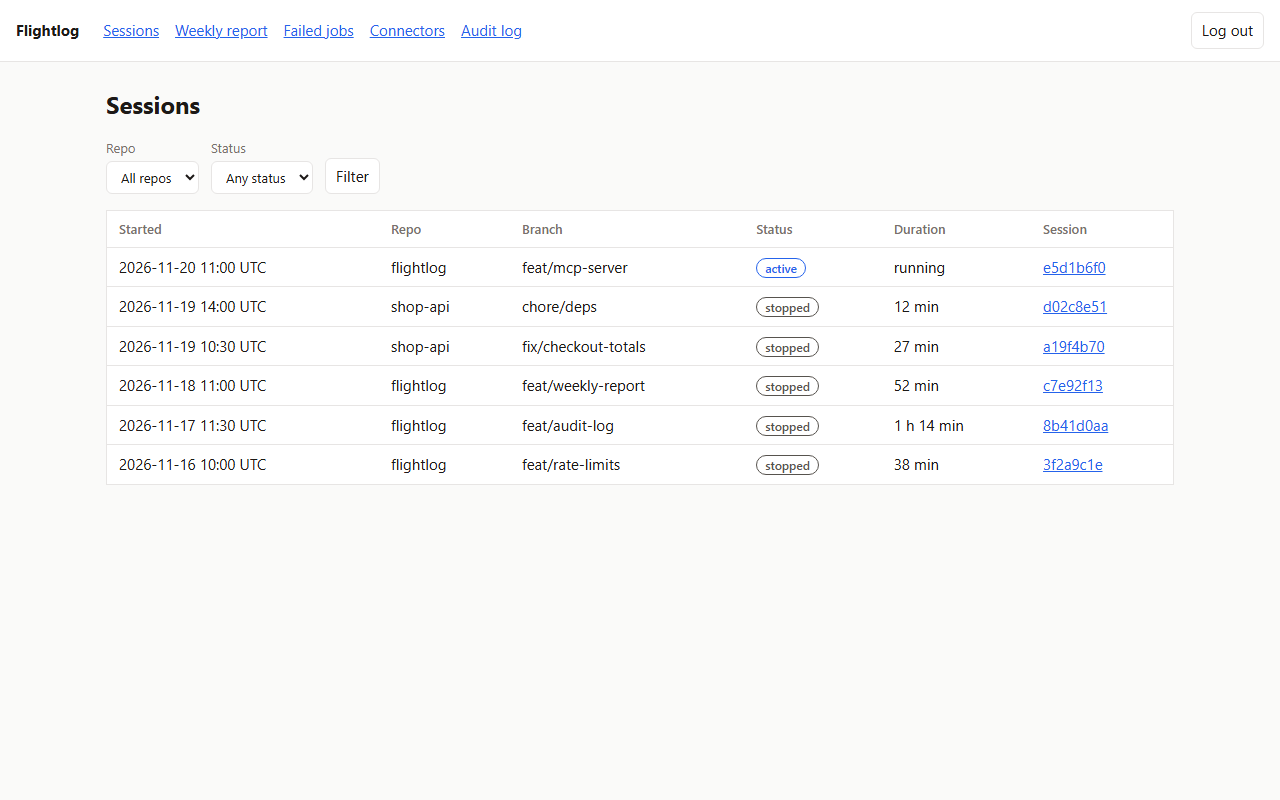 Flightlog Sessions Weekly report Failed jobs Connectors Audit log Log out
Sessions
Repo Status
All repos Any status Filter
Started Repo Branch Status Duration Session
2026-11-20 11:00 UTC flightlog feat/mcp-server active running e5d1b6f0
2026-11-19 14:00 UTC shop-api chore/deps stopped 12 min d02c8e51
2026-11-19 10:30 UTC shop-api fix/checkout-totals stopped 27 min a19f4b70
2026-11-18 11:00 UTC flightlog feat/weekly-report stopped 52 min c7e92f13
2026-11-17 11:30 UTC flightlog feat/audit-log stopped 1 h 14 min 8b41d0aa
2026-11-16 10:00 UTC flightlog feat/rate-limits stopped 38 min 3f2a9c1e